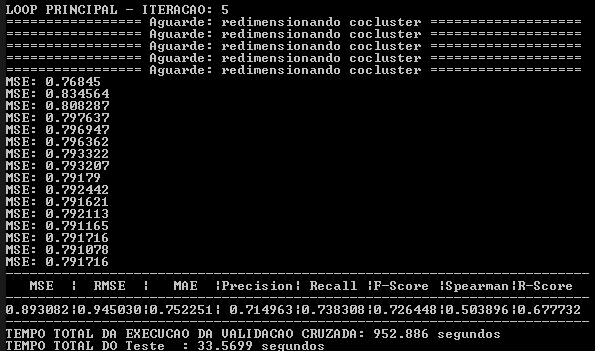 LOOP PRINCIPAL - ITERACAO: 5
================== Aguarde: redimensionando cocluster ====================
================== Aguarde: redimensionando cocluster ====================
================== Aguarde: redimensionando cocluster ====================
================== Aguarde: redimensionando cocluster ====================
================== Aguarde: redimensionando cocluster ====================
MSE: 0.76845
MSE: 0.834564
MSE: 0.808287
MSE: 0.797637
MSE: 0.796947
MSE: 0.796362
MSE: 0.793322
MSE: 0.793207
MSE: 0.79179
MSE: 0.792442
MSE: 0.791621
MSE: 0.792113
MSE: 0.791165
MSE: 0.791716
MSE: 0.791078
MSE: 0.791716
MSE | RMSE | MAE |Precision| Recall |F-Score |Spearman|R-Score
0.893082|0.945030|0.752251| 0.714963|0.738308|0.726448|0.503896|0.677732
TEMPO TOTAL DA EXECUCAO DA VALIDACAO CRUZADA: 952.886 segundos
TEMPO TOTAL DO Teste : 33.5699 segundos